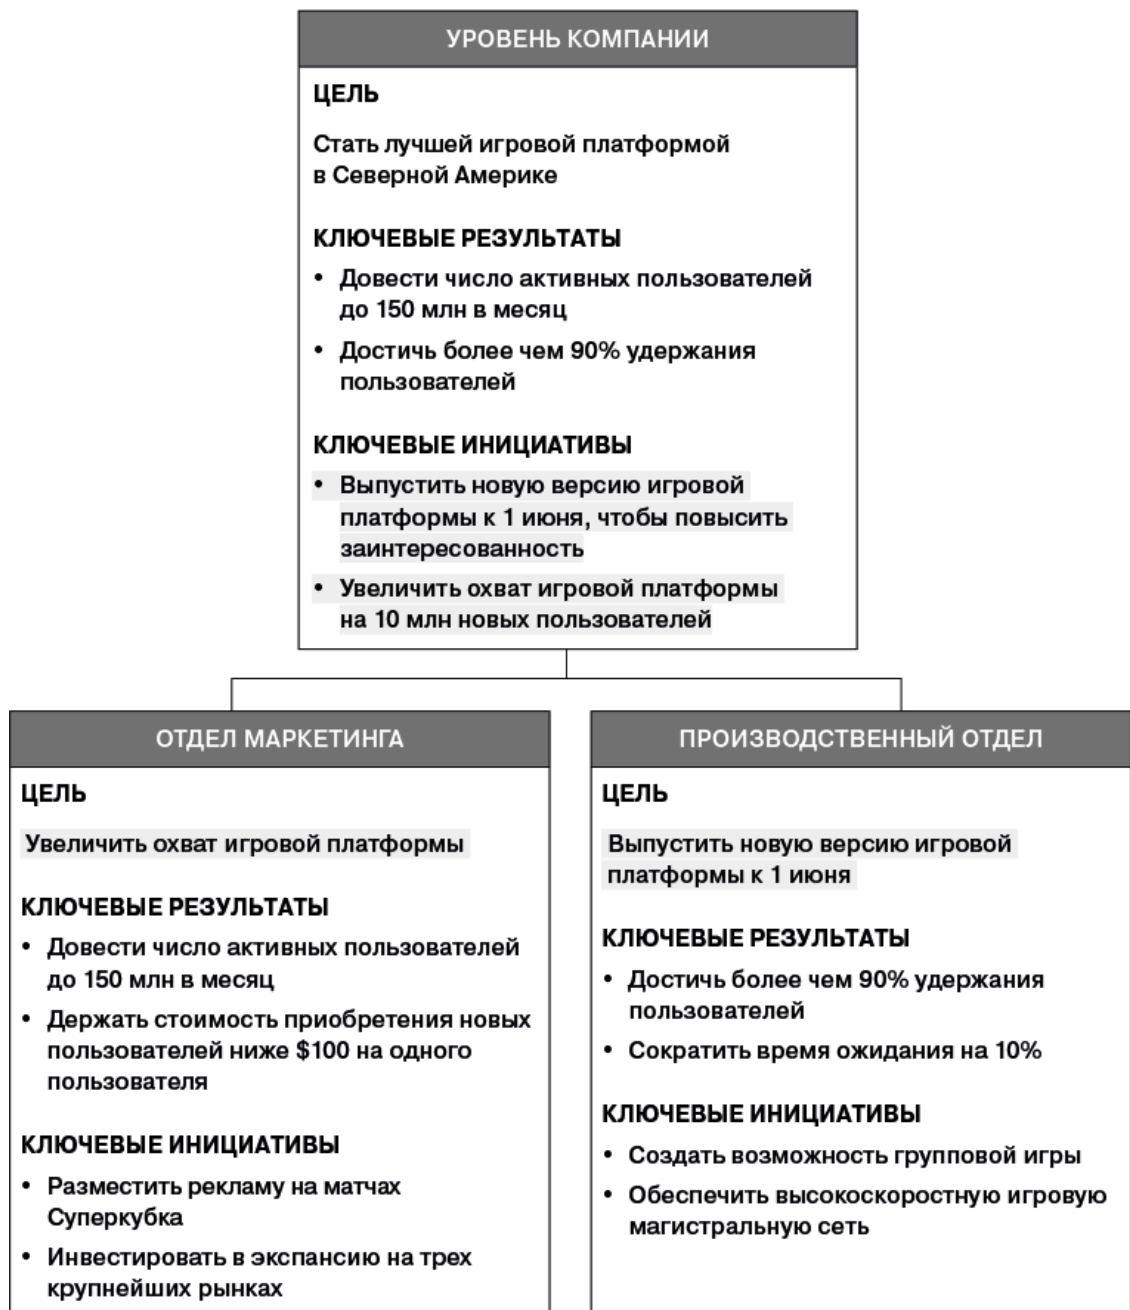 УРОВЕНЬ КОМПАНИИ
ЦЕЛЬ
Стать лучшей игровой платформой
в Северной Америке
КЛЮЧЕВЫЕ РЕЗУЛЬТАТЫ
• Довести число активных пользователей
до 150 млн в месяц
• Достичь более чем 90% удержания
пользователей
КЛЮЧЕВЫЕ ИНИЦИАТИВЫ
• Выпустить новую версию игровой
платформы к 1 июня, чтобы повысить
заинтересованность
• Увеличить охват игровой платформы
на 10 млн новых пользователей
ОТДЕЛ МАРКЕТИНГА
ЦЕЛЬ
Увеличить охват игровой платформы
КЛЮЧЕВЫЕ РЕЗУЛЬТАТЫ
• Довести число активных пользователей
до 150 млн в месяц
• Держать стоимость приобретения новых
пользователей ниже $100 на одного
пользователя
КЛЮЧЕВЫЕ ИНИЦИАТИВЫ
• Разместить рекламу на матчах
Суперкубка
• Инвестировать в экспансию на трех
крупнейших рынках
ПРОИЗВОДСТВЕННЫЙ ОТДЕЛ
ЦЕЛЬ
Выпустить новую версию игровой
платформы к 1 июня
КЛЮЧЕВЫЕ РЕЗУЛЬТАТЫ
• Достичь более чем 90% удержания
пользователей
• Сократить время ожидания на 10%
КЛЮЧЕВЫЕ ИНИЦИАТИВЫ
• Создать возможность групповой игры
• Обеспечить высокоскоростную игровую
магистральную сеть